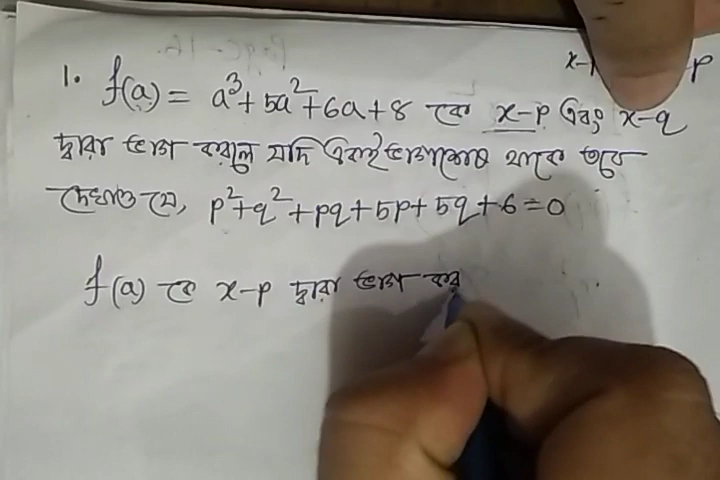 x-p
1. f(a) = a³+5a²+6a+8 কে x-p এবং x-q
দ্বারা ভাগ করলে যদি একই ভাগশেষ থাকে তবে
দেখাও যে, p²+q²+pq+5p+5q+6=0
f(a) কে x-p দ্বারা ভাগ কর